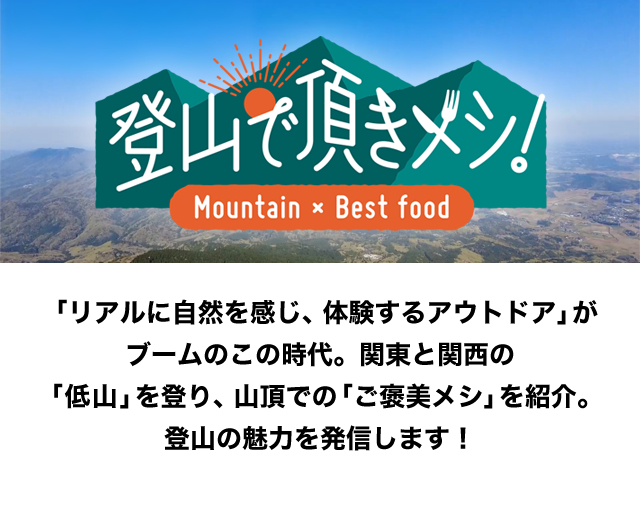 登山で頂きメシ!
Mountain × Best food
「リアルに自然を感じ、体験するアウトドア」が
ブームのこの時代。関東と関西の
「低山」を登り、山頂での「ご褒美メシ」を紹介。
登山の魅力を発信します！